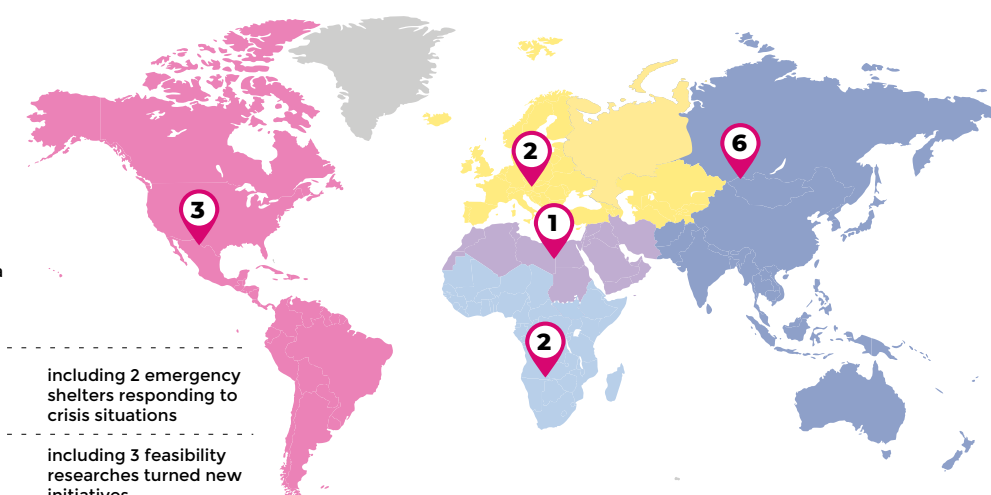 2
6
3
1
2
including 2 emergency
shelters responding to
crisis situations
including 3 feasibility
researches turned new
initiatives